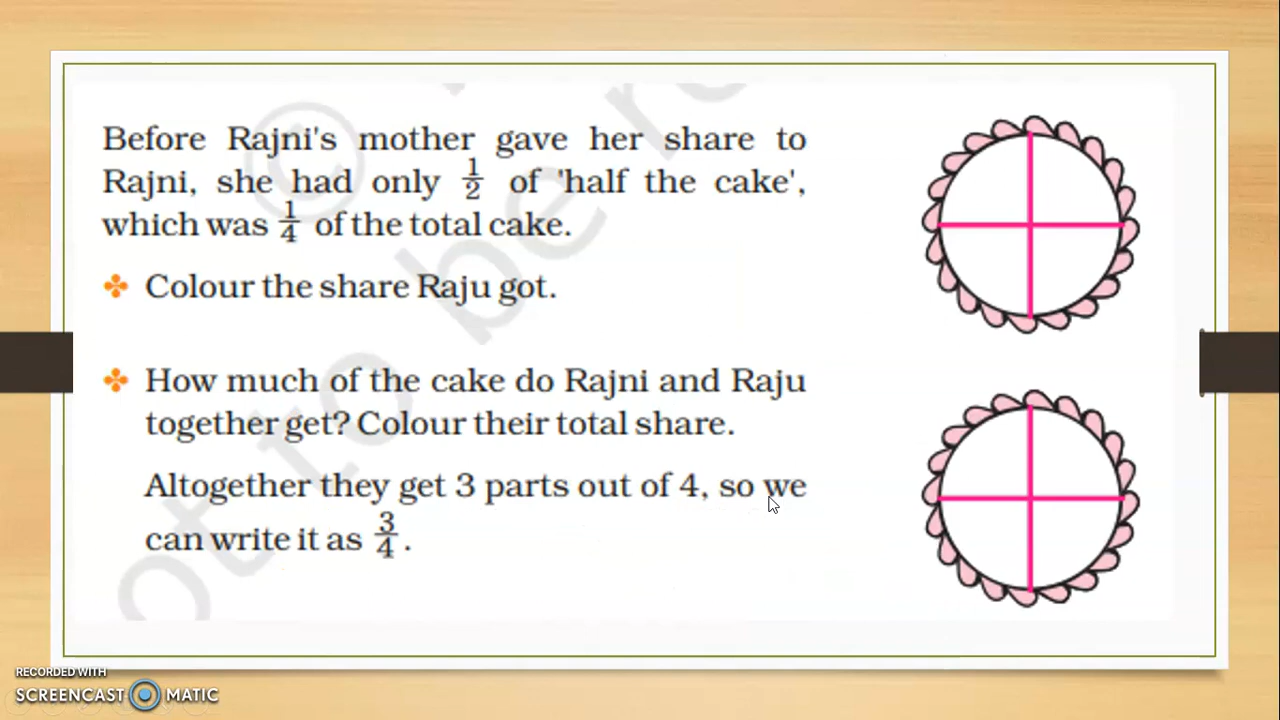 Before Rajni's mother gave her share to
Rajni, she had only 1/2 of 'half the cake',
which was 1/4 of the total cake.
Colour the share Raju got.
How much of the cake do Rajni and Raju
together get? Colour their total share.
Altogether they get 3 parts out of 4, so we
can write it as 3/4.
RECORDED WITH
SCREENCAST MATIC